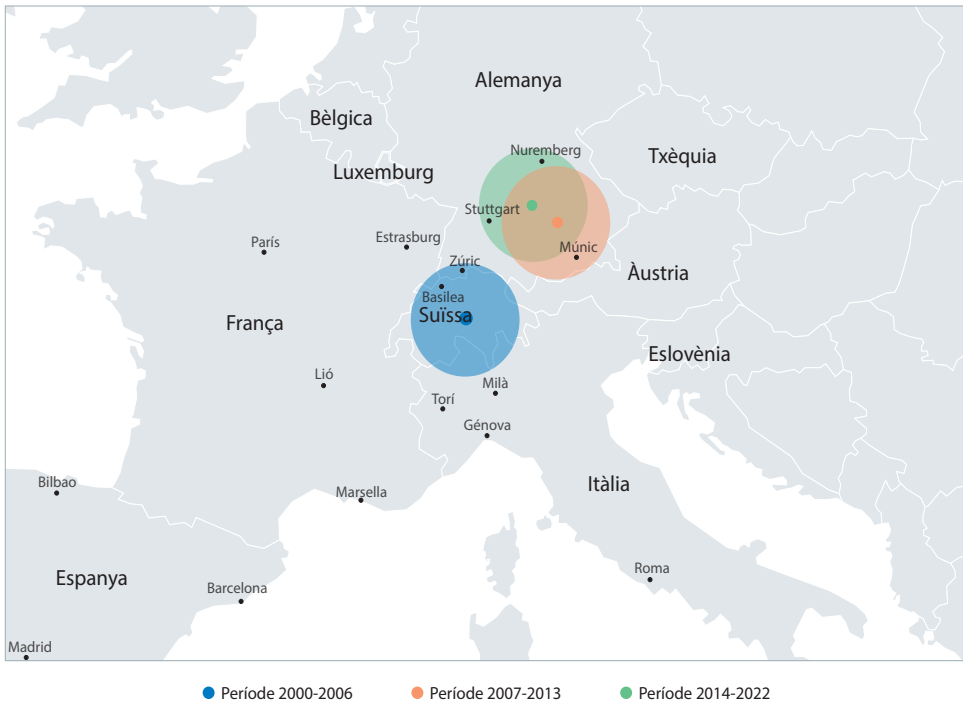 Alemanya
Bèlgica
Nuremberg
Txèquia
Luxemburg
Stuttgart
París
Estrasburg
Múnic
Zúric
Àustria
Basilea
Suïssa
França
Eslovènia
Lió
Milà
Torí
Génova
Bilbao
Marsella
Itàlia
Roma
Espanya
Barcelona
Madrid
Període 2000-2006
Període 2007-2013
Període 2014-2022